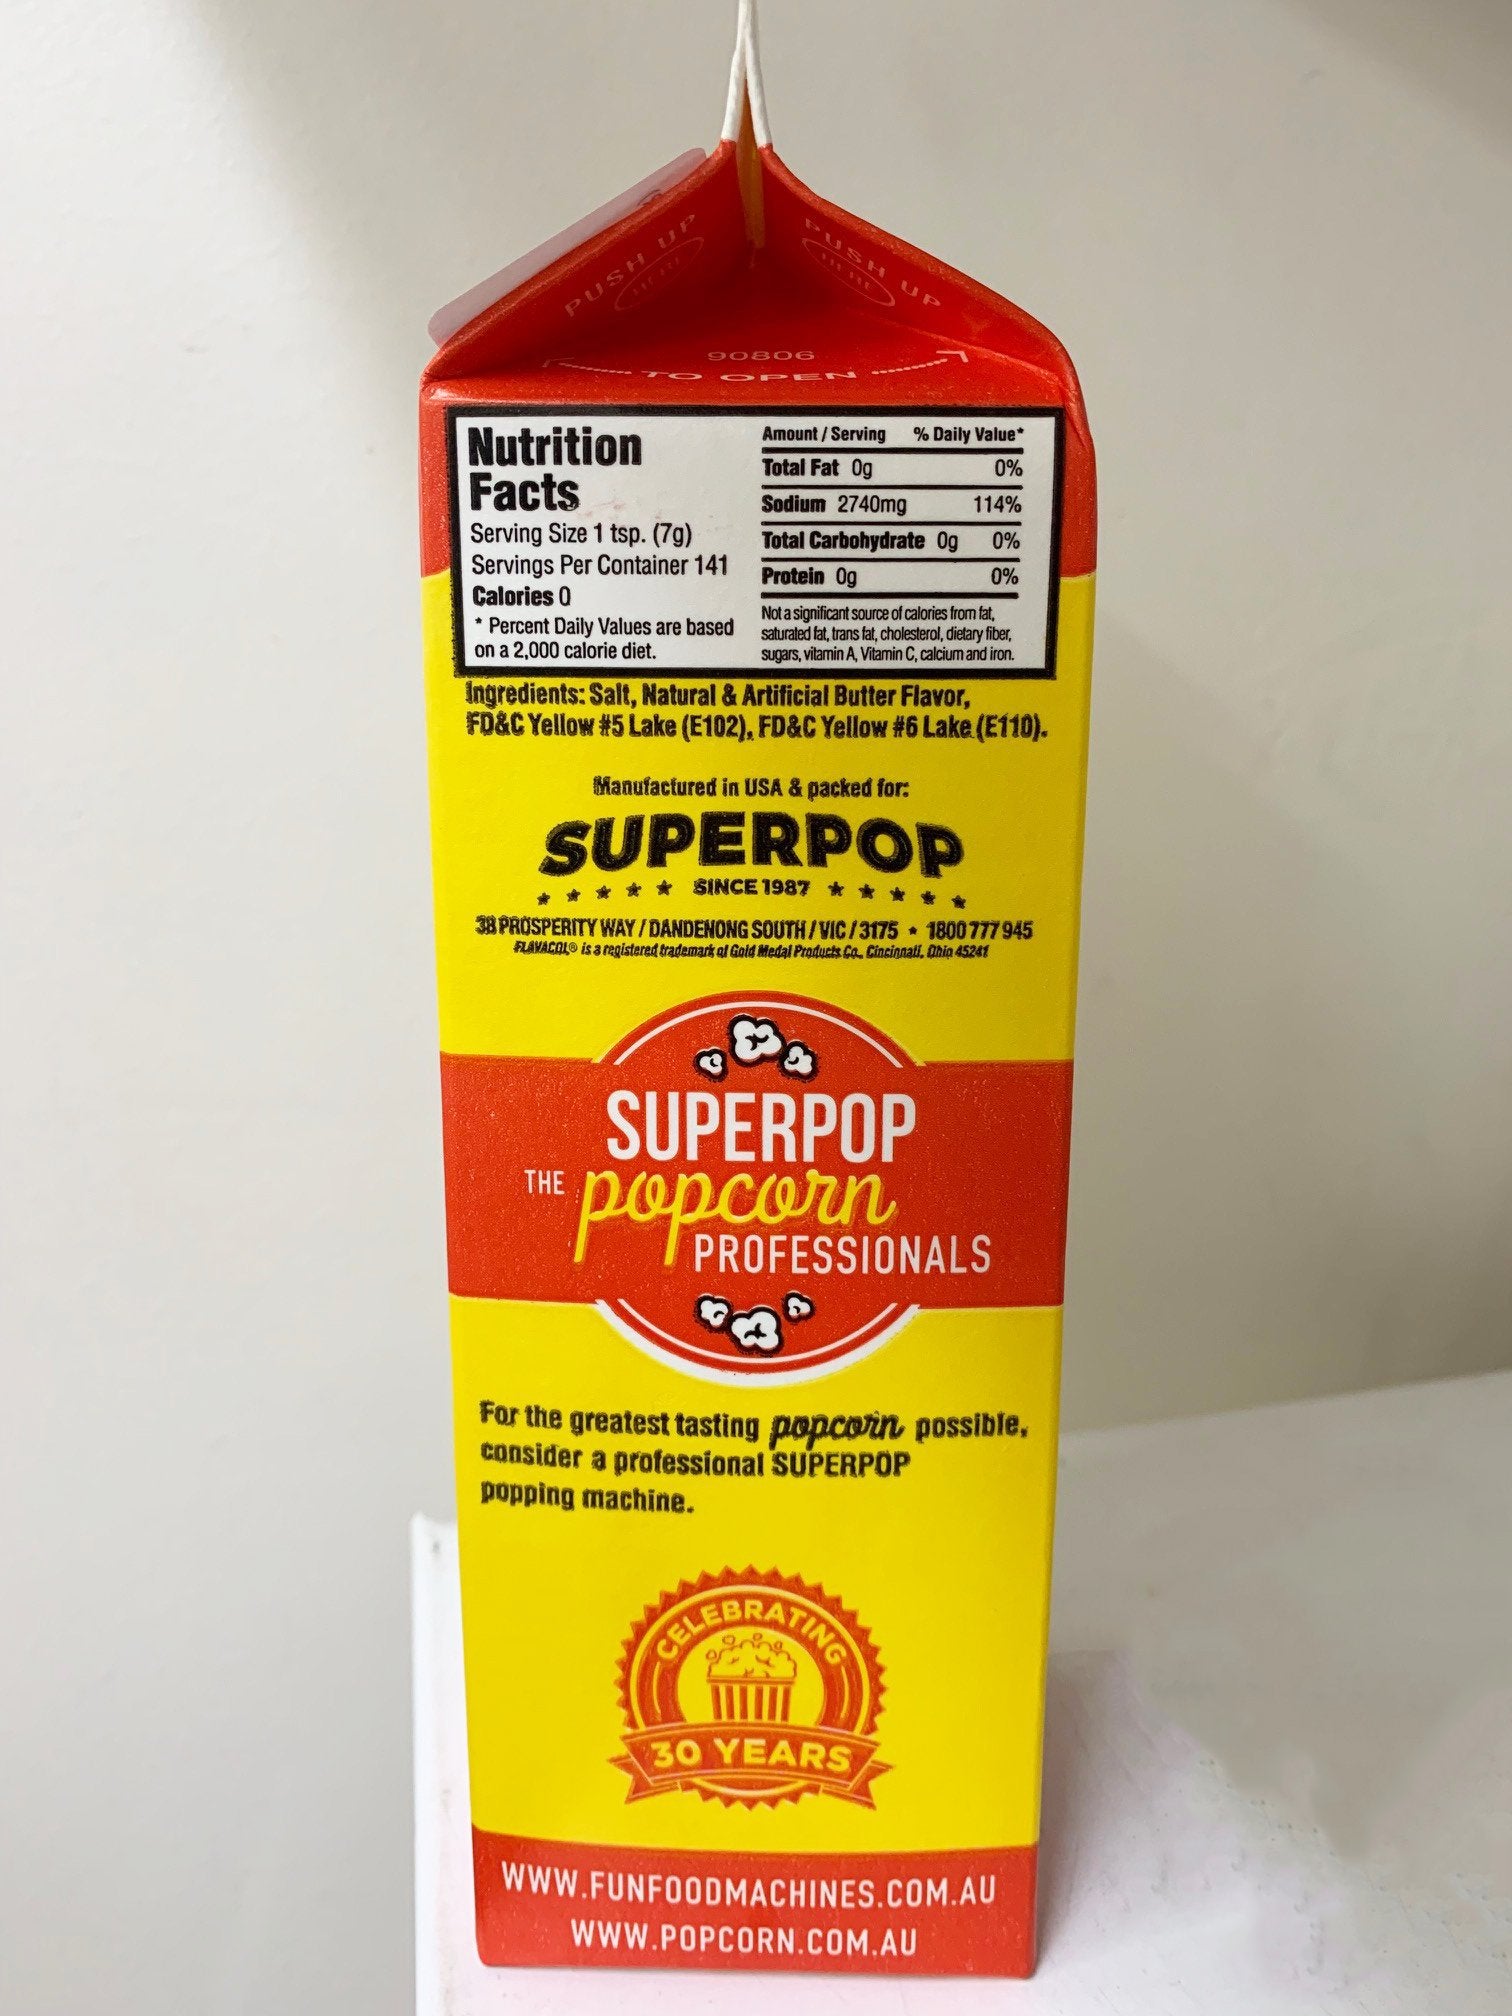 PUSH UP
HERE
PUSH UP
HERE
90806
TO OPEN
Nutrition
Facts
Serving Size 1 tsp. (7g)
Servings Per Container 141
Calories 0
* Percent Daily Values are based
on a 2,000 calorie diet.
Amount / Serving % Daily Value*
Total Fat 0g 0%
Sodium 2740mg 114%
Total Carbohydrate 0g 0%
Protein 0g 0%
Not a significant source of calories from fat,
saturated fat, trans fat, cholesterol, dietary fiber,
sugars, vitamin A, Vitamin C, calcium and iron.
Ingredients: Salt, Natural & Artificial Butter Flavor,
FD&C Yellow #5 Lake (E102), FD&C Yellow #6 Lake (E110).
Manufactured in USA & packed for:
SUPERPOP
SINCE 1987
38 PROSPERITY WAY / DANDENONG SOUTH / VIC / 3175 • 1800 777 945
FLAVACOL® is a registered trademark of Gold Medal Products Co., Cincinnati, Ohio 45241
SUPERPOP
THE popcorn
PROFESSIONALS
For the greatest tasting popcorn possible,
consider a professional SUPERPOP
popping machine.
CELEBRATING
30 YEARS
WWW.FUNFOODMACHINES.COM.AU
WWW.POPCORN.COM.AU